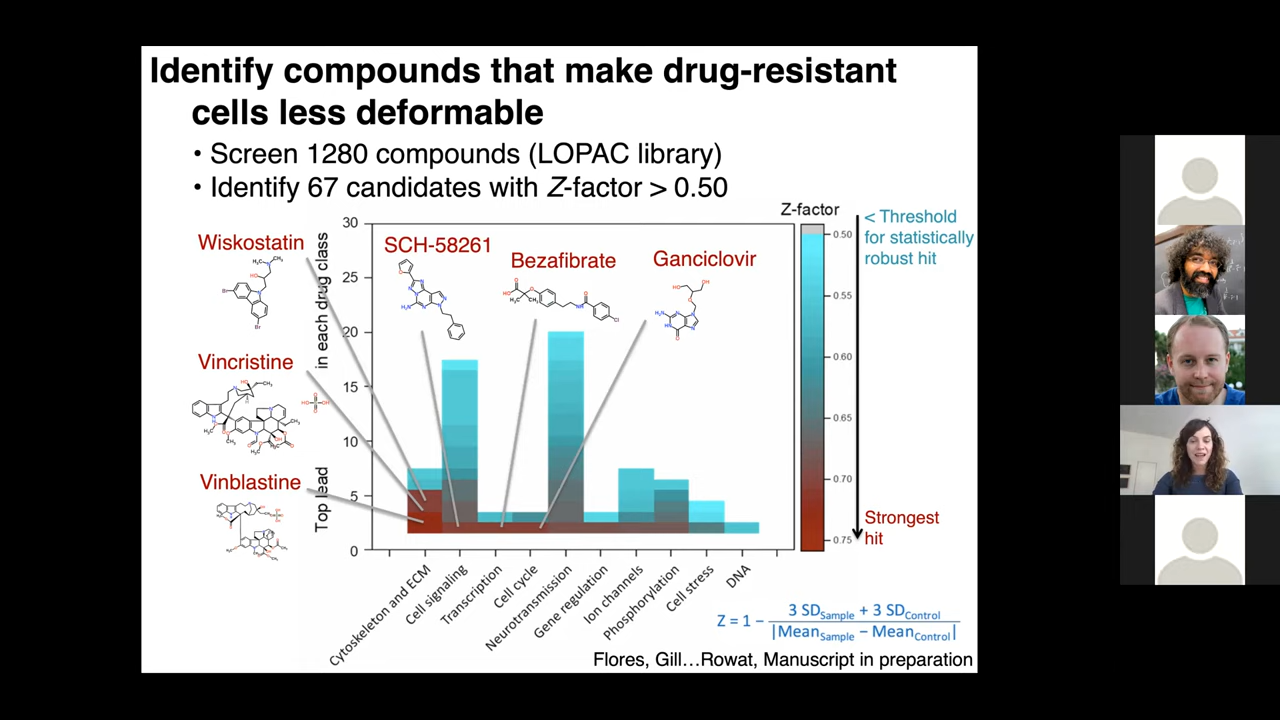 Identify compounds that make drug-resistant
cells less deformable
• Screen 1280 compounds (LOPAC library)
• Identify 67 candidates with Z-factor > 0.50
Z-factor
< Threshold
for statistically
robust hit
Wiskostatin
SCH-58261
Bezafibrate
Ganciclovir
Vincristine
Vinblastine
Top lead
in each drug class
30
25
20
15
10
5
0
0.50
0.55
0.60
0.65
0.70
0.75
Strongest
hit
Cytoskeleton and ECM
Cell signaling
Transcription
Cell cycle
Neurotransmission
Gene regulation
Ion channels
Phosphorylation
Cell stress
DNA
Z = 1 − 3 SDSample + 3 SDControl
|MeanSample − MeanControl|
Flores, Gill...Rowat, Manuscript in preparation